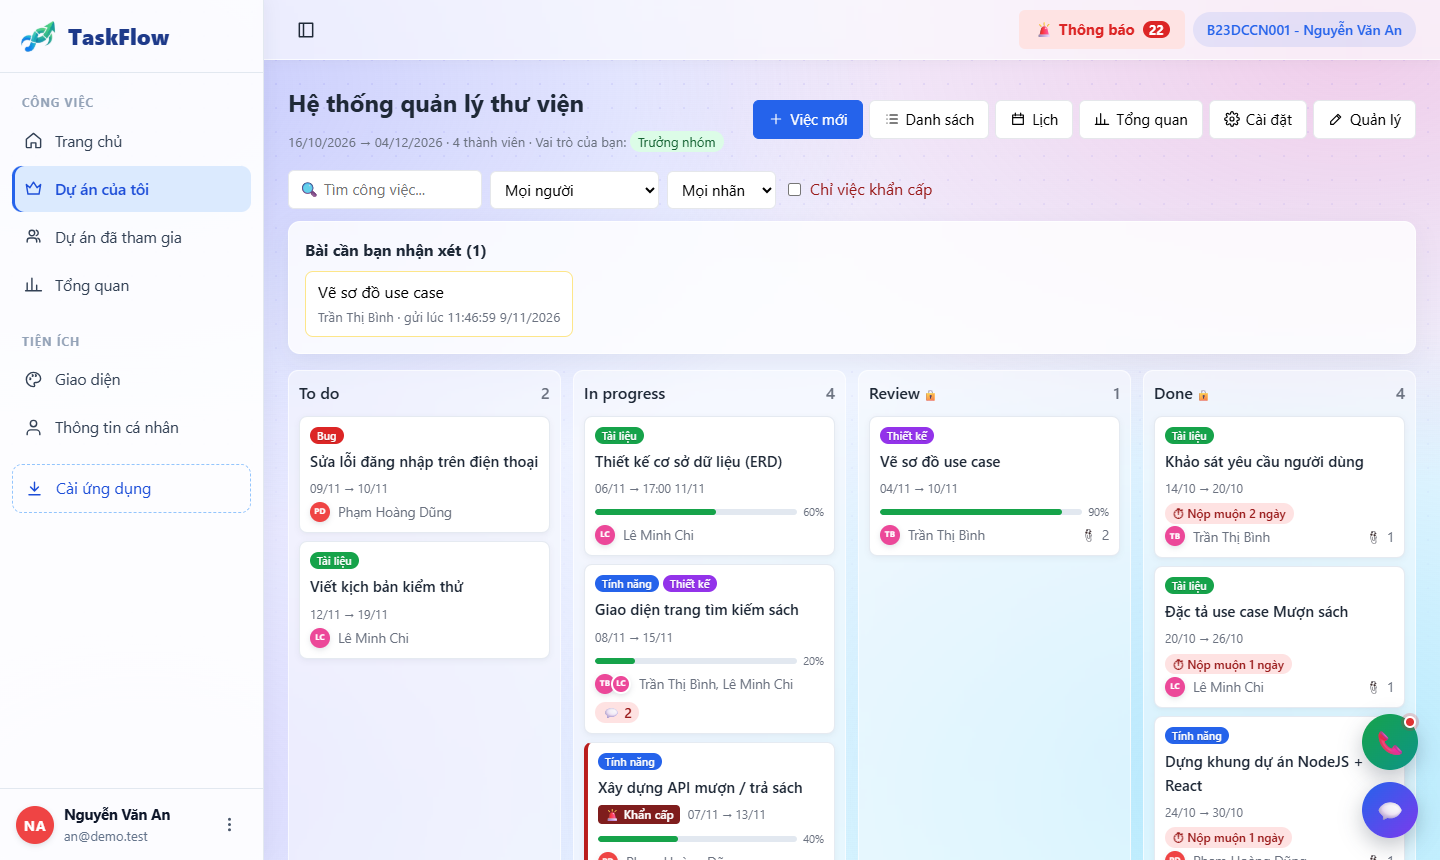 TaskFlow
CÔNG VIỆC
Trang chủ
Dự án của tôi
Dự án đã tham gia
Tổng quan
TIỆN ÍCH
Giao diện
Thông tin cá nhân
Cài ứng dụng
NA
Nguyễn Văn An
an@demo.test
Thông báo 22
B23DCCN001 - Nguyễn Văn An
Hệ thống quản lý thư viện
16/10/2026 → 04/12/2026 · 4 thành viên · Vai trò của bạn: Trưởng nhóm
+ Việc mới
Danh sách
Lịch
Tổng quan
Cài đặt
Quản lý
Tìm công việc...
Mọi người
Mọi nhãn
Chỉ việc khẩn cấp
Bài cần bạn nhận xét (1)
Vẽ sơ đồ use case
Trần Thị Bình · gửi lúc 11:46:59 9/11/2026
To do 2
Bug
Sửa lỗi đăng nhập trên điện thoại
09/11 → 10/11
PD Phạm Hoàng Dũng
Tài liệu
Viết kịch bản kiểm thử
12/11 → 19/11
LC Lê Minh Chi
In progress 4
Tài liệu
Thiết kế cơ sở dữ liệu (ERD)
06/11 → 17:00 11/11
60%
LC Lê Minh Chi
Tính năng Thiết kế
Giao diện trang tìm kiếm sách
08/11 → 15/11
20%
TB LC Trần Thị Bình, Lê Minh Chi
2
Tính năng
Xây dựng API mượn / trả sách
Khẩn cấp 07/11 → 13/11
40%
Review 1
Thiết kế
Vẽ sơ đồ use case
04/11 → 10/11
90%
TB Trần Thị Bình 2
Done 4
Tài liệu
Khảo sát yêu cầu người dùng
14/10 → 20/10
Nộp muộn 2 ngày
TB Trần Thị Bình 1
Tài liệu
Đặc tả use case Mượn sách
20/10 → 26/10
Nộp muộn 1 ngày
LC Lê Minh Chi 1
Tính năng
Dựng khung dự án NodeJS +
React
24/10 → 30/10
Nộp muộn 1 ngày